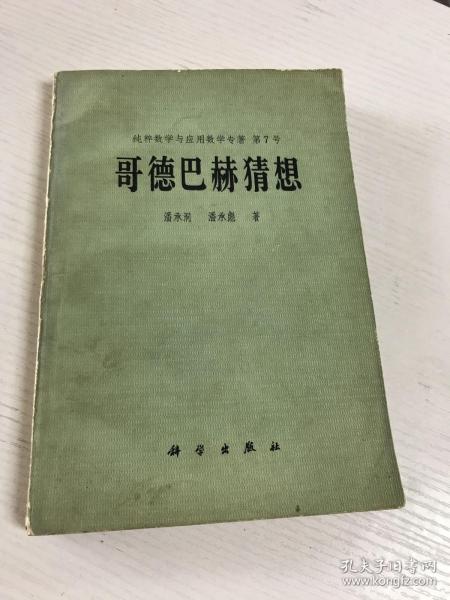 纯粹数学与应用数学专著 第7号
哥德巴赫猜想
潘承洞 潘承彪 著
科学出版社
孔夫子旧书网
www.kongfz.com